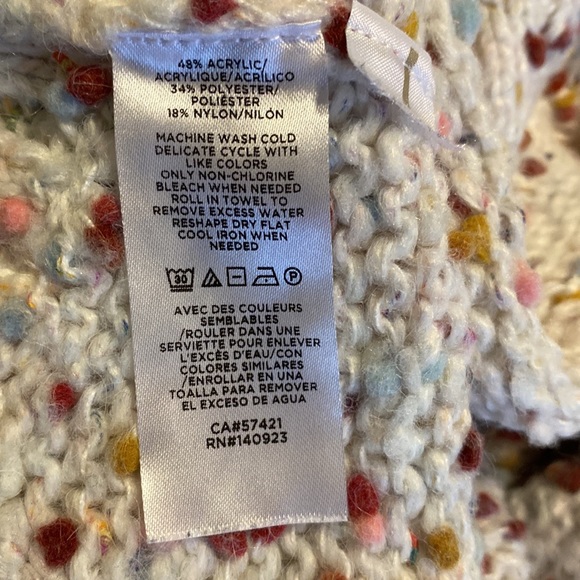 48% ACRYLIC/
ACRYLIQUE/ACRÍLICO
34% POLYESTER/
POLIÉSTER
18% NYLON/NILÓN
MACHINE WASH COLD
DELICATE CYCLE WITH
LIKE COLORS
ONLY NON-CHLORINE
BLEACH WHEN NEEDED
ROLL IN TOWEL TO
REMOVE EXCESS WATER
RESHAPE DRY FLAT
COOL IRON WHEN
NEEDED
30
P
AVEC DES COULEURS
SEMBLABLES
/ROULER DANS UNE
SERVIETTE POUR ENLEVER
L'EXCÈS D'EAU/CON
COLORES SIMILARES
/ENROLLAR EN UNA
TOALLA PARA REMOVER
EL EXCESO DE AGUA
CA#57421
RN#140923